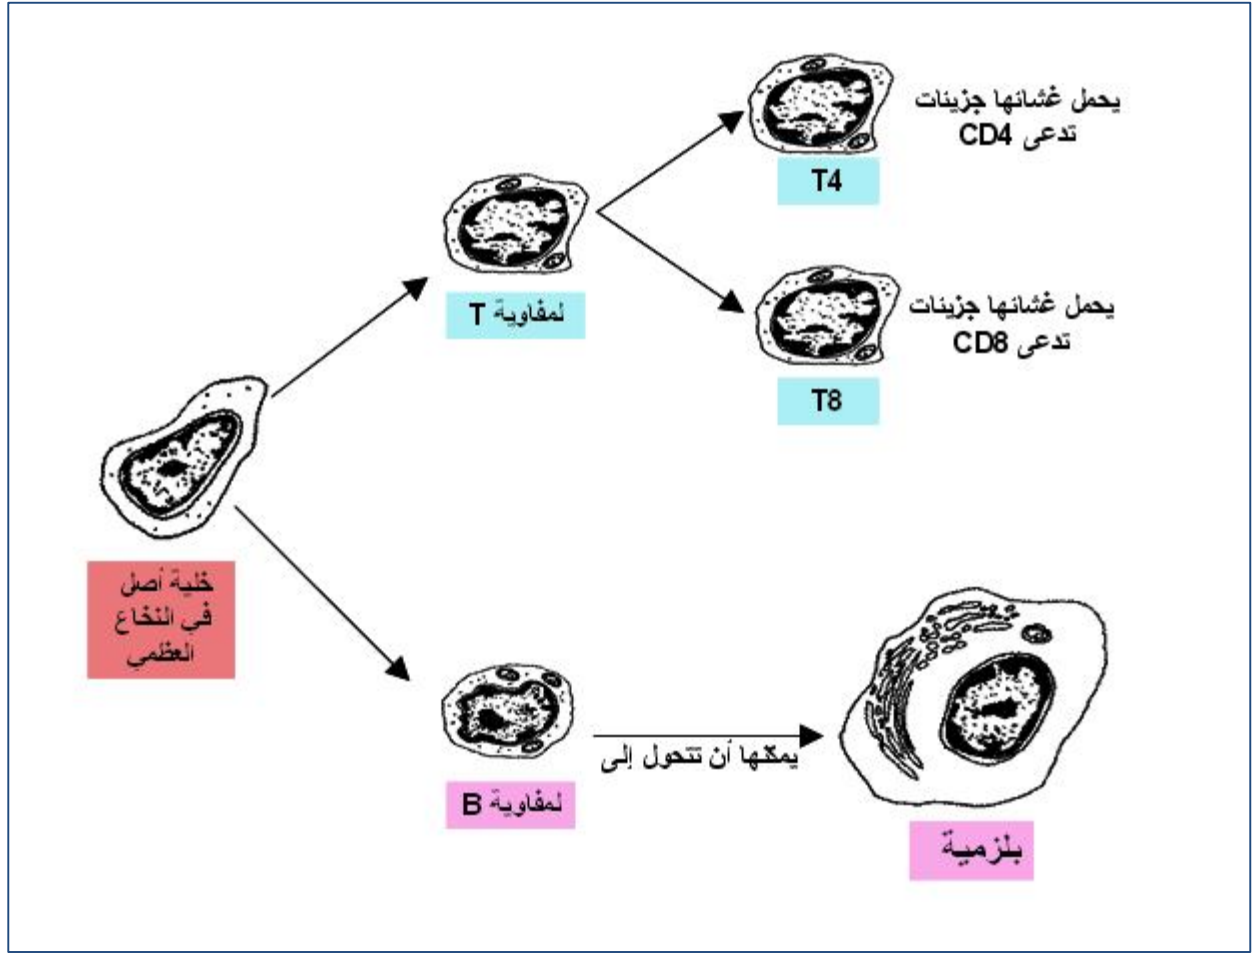 يحمل غشائها جزيئات
تدعى CD4
T4
لمفاوية T
يحمل غشائها جزيئات
تدعى CD8
T8
خلية أصل
في النخاع
العظمي
يمكنها أن تتحول إلى
لمفاوية B
بلزمية